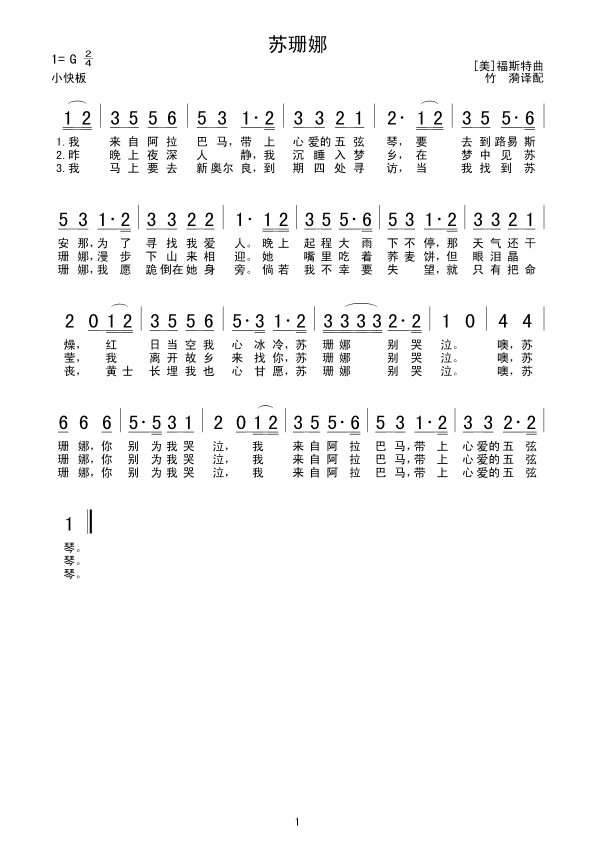 苏珊娜
1= G 2/4
[美]福斯特曲
小快板
竹 漪译配
1 2 | 3 5 5 6 | 5 3 1· 2 | 3 3 2 1 | 2· 1 2 | 3 5 5· 6 |
1.我 来自阿拉 巴马,带上 心爱的五弦 琴,要 去到路易斯
2.昨 晚上夜深 人 静,我 沉睡入梦 乡,在 梦中见苏
3.我 马上要去 新奥尔良,到 期四处寻 访,当 我找到苏
5 3 1· 2 | 3 3 2 2 | 1· 1 2 | 3 5 5· 6 | 5 3 1· 2 | 3 3 2 1 |
安那,为了 寻找我爱 人。晚上 起程大雨 下不停,那 天气还干
珊娜,漫步 下山来相 迎。她 嘴里吃着 荞麦饼,但 眼泪晶
珊娜,我愿 跪倒在她身 旁。倘若 我不幸要 失 望,就 只有把命
2 0 1 2 | 3 5 5 6 | 5· 3 1· 2 | 3 3 3 3 2· 2 | 1 0 | 4 4 |
燥, 红 日当空我 心冰冷,苏 珊娜 别哭 泣。 噢,苏
莹, 我 离开故乡 来找你,苏 珊娜 别哭 泣。 噢,苏
丧, 黄士 长埋我也 心甘愿,苏 珊娜 别哭 泣。 噢,苏
6 6 6 | 5· 5 3 1 | 2 0 1 2 | 3 5 5· 6 | 5 3 1· 2 | 3 3 2· 2 |
珊娜,你 别为我哭 泣, 我 来自阿拉 巴马,带上 心爱的五弦
珊娜,你 别为我哭 泣, 我 来自阿拉 巴马,带上 心爱的五弦
珊娜,你 别为我哭 泣, 我 来自阿拉 巴马,带上 心爱的五弦
1
琴。
琴。
琴。
1